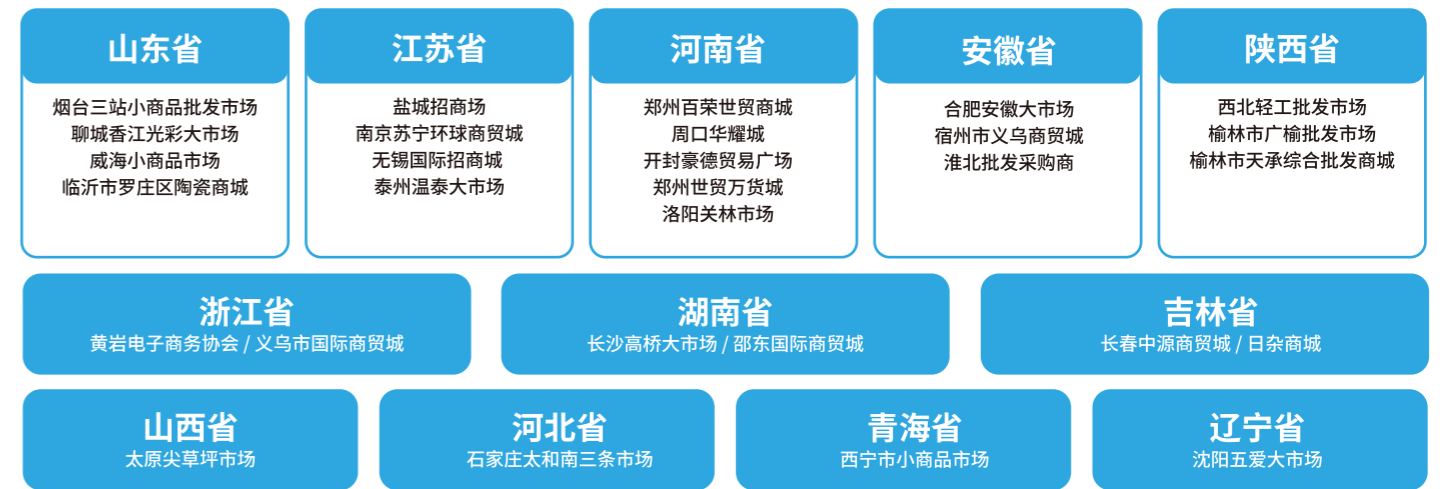 山东省
烟台三站小商品批发市场
聊城香江光彩大市场
威海小商品市场
临沂市罗庄区陶瓷商城
江苏省
盐城招商场
南京苏宁环球商贸城
无锡国际招商城
泰州温泰大市场
河南省
郑州百荣世贸商城
周口华耀城
开封豪德贸易广场
郑州世贸万货城
洛阳关林市场
安徽省
合肥安徽大市场
宿州市义乌商贸城
淮北批发采购商
陕西省
西北轻工批发市场
榆林市广榆批发市场
榆林市天承综合批发商城
浙江省
黄岩电子商务协会 / 义乌市国际商贸城
湖南省
长沙高桥大市场 / 邵东国际商贸城
吉林省
长春中源商贸城 / 日杂商城
山西省
太原尖草坪市场
河北省
石家庄太和南三条市场
青海省
西宁市小商品市场
辽宁省
沈阳五爱大市场